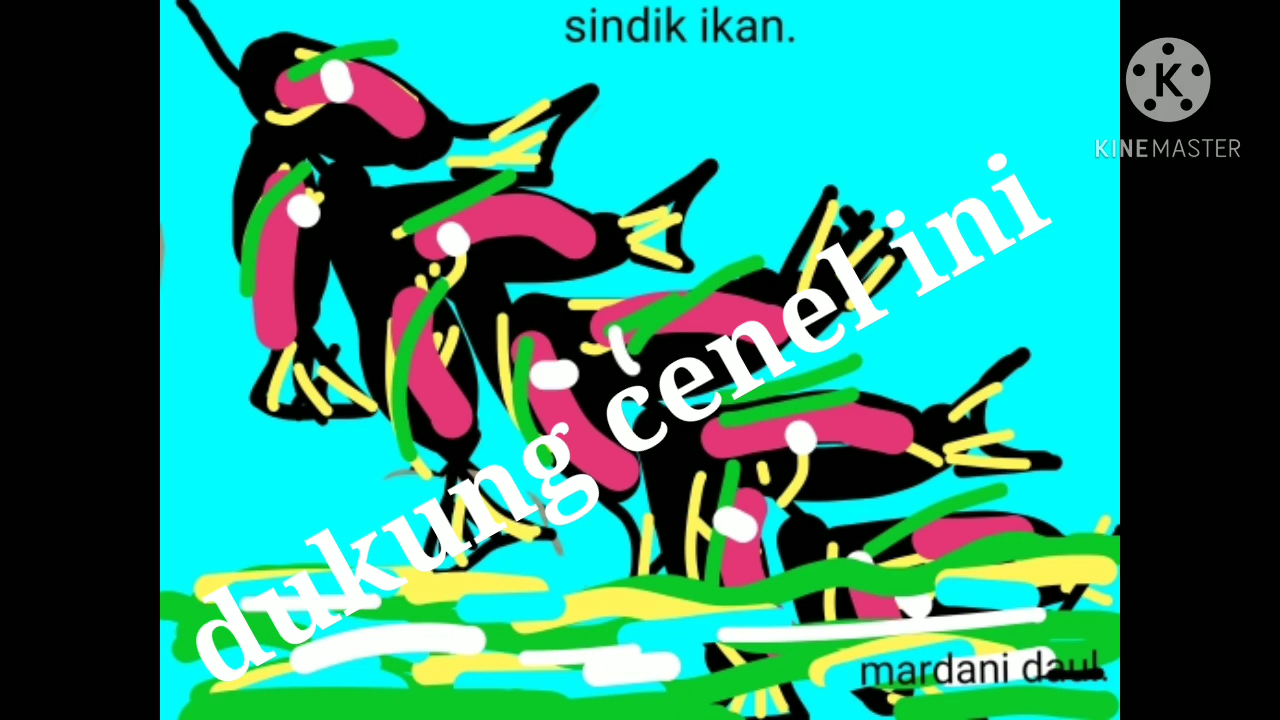 sindik ikan.
K
KINEMASTER
dukung cenel ini
mardani daul.